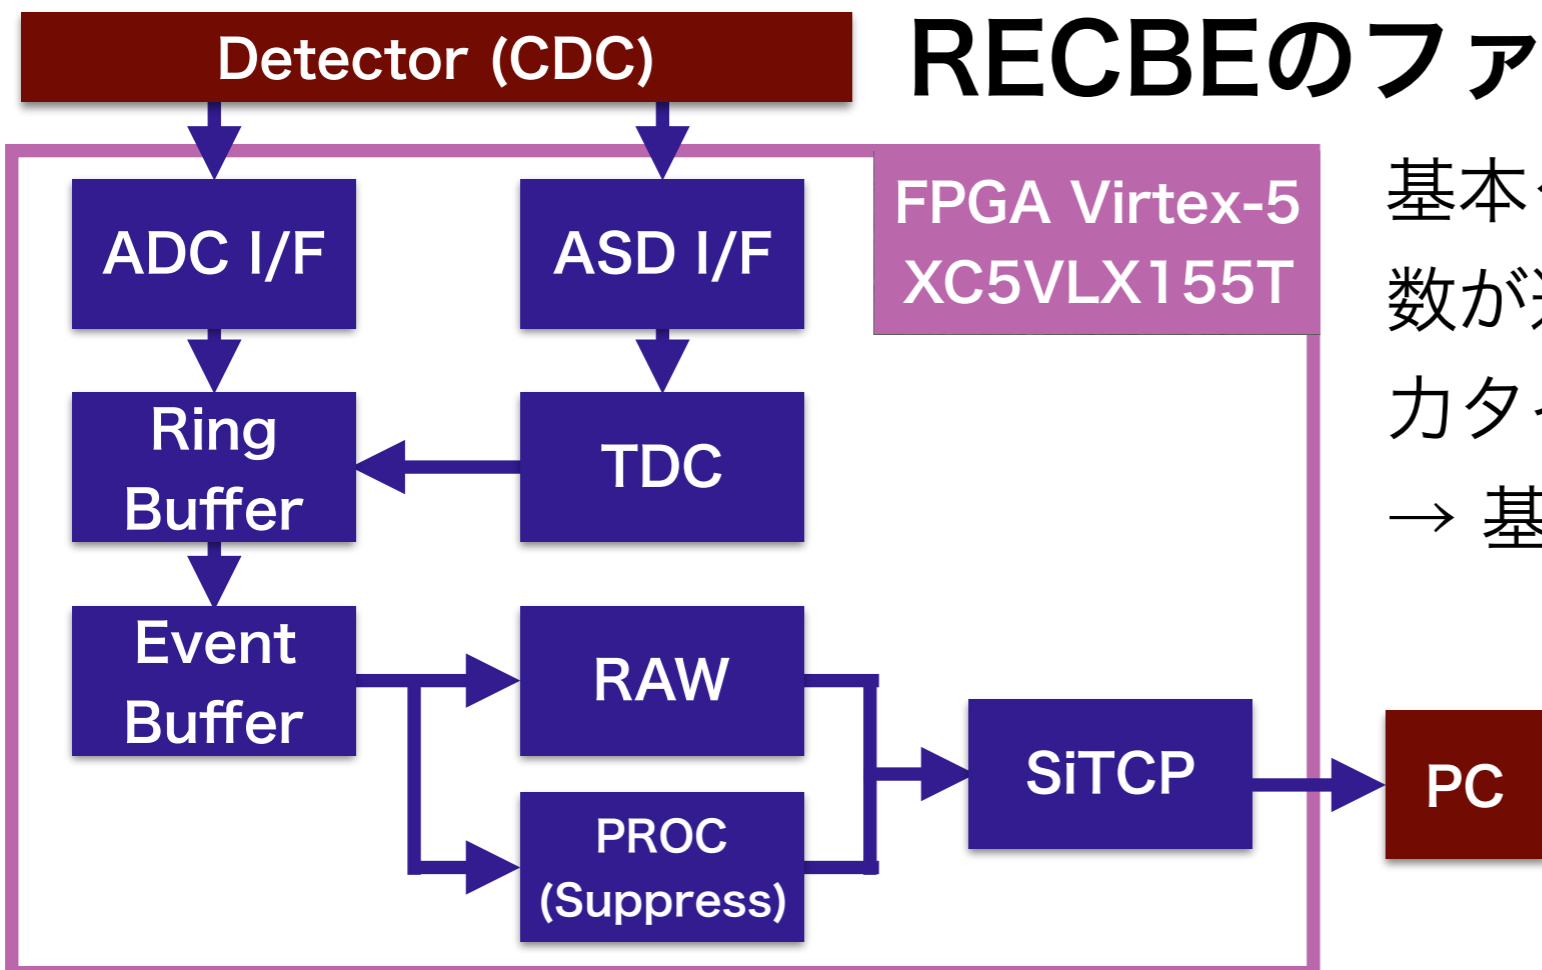 Detector (CDC)
RECBEのファ
FPGA Virtex-5
XC5VLX155T
ADC I/F
ASD I/F
基本
数が
力タ
→ 基
Ring
Buffer
TDC
Event
Buffer
RAW
PROC
(Suppress)
SiTCP
PC